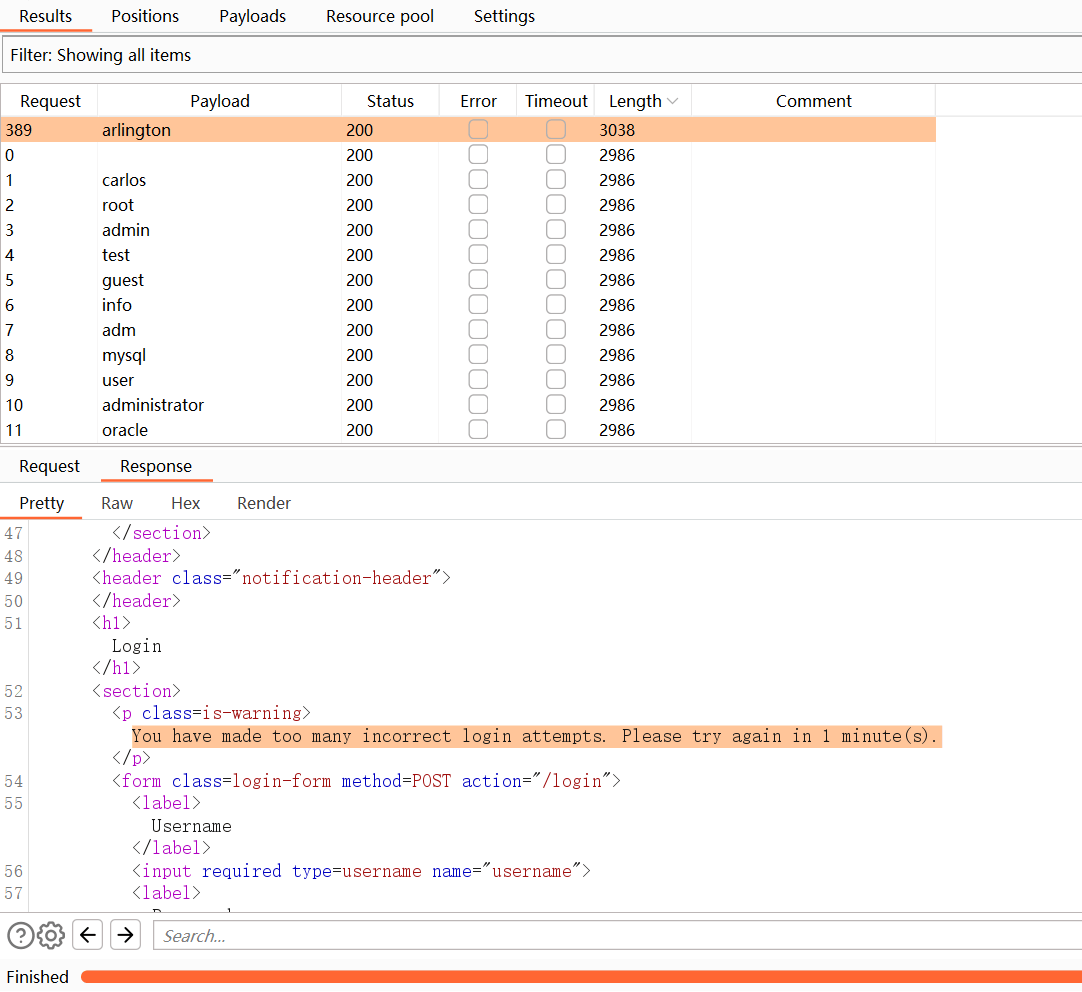 Results Positions Payloads Resource pool Settings
Filter: Showing all items
Request Payload Status Error Timeout Length Comment
389 arlington 200 3038
0 200 2986
1 carlos 200 2986
2 root 200 2986
3 admin 200 2986
4 test 200 2986
5 guest 200 2986
6 info 200 2986
7 adm 200 2986
8 mysql 200 2986
9 user 200 2986
10 administrator 200 2986
11 oracle 200 2986
Request Response
Pretty Raw Hex Render
47 </section>
48 </header>
49 <header class="notification-header">
50 </header>
51 <h1>
Login
</h1>
52 <section>
53 <p class=is-warning>
You have made too many incorrect login attempts. Please try again in 1 minute(s).
</p>
54 <form class=login-form method=POST action="/login">
55 <label>
Username
</label>
56 <input required type=username name="username">
57 <label>
Search...
Finished